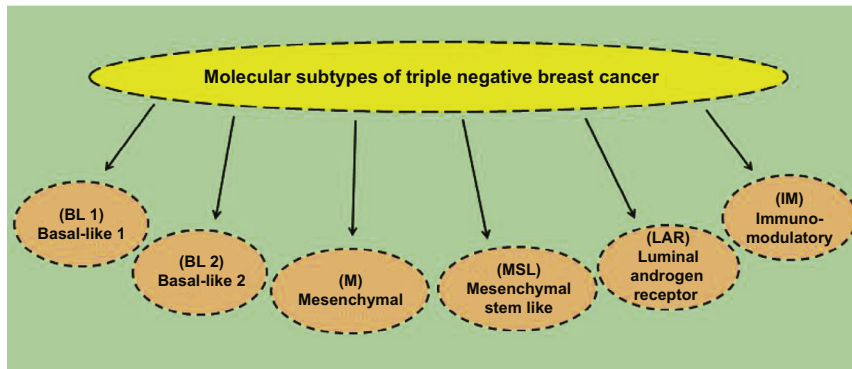 Molecular subtypes of triple negative breast cancer
(BL 1)
Basal-like 1
(BL 2)
Basal-like 2
(M)
Mesenchymal
(MSL)
Mesenchymal
stem like
(LAR)
Luminal
androgen
receptor
(IM)
Immuno-
modulatory